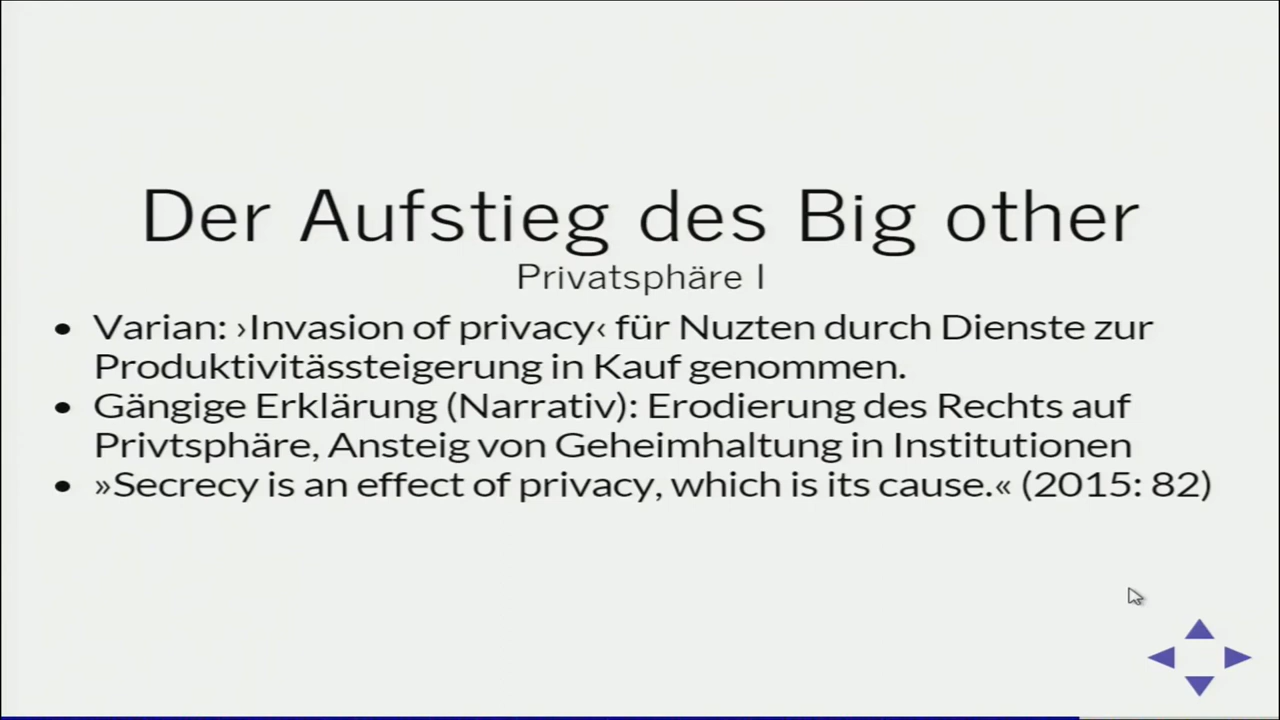 Der Aufstieg des Big other
Privatsphäre I
• Varian: ›Invasion of privacy‹ für Nuzten durch Dienste zur
Produktivitässteigerung in Kauf genommen.
• Gängige Erklärung (Narrativ): Erodierung des Rechts auf
Privtsphäre, Ansteig von Geheimhaltung in Institutionen
• »Secrecy is an effect of privacy, which is its cause.« (2015: 82)